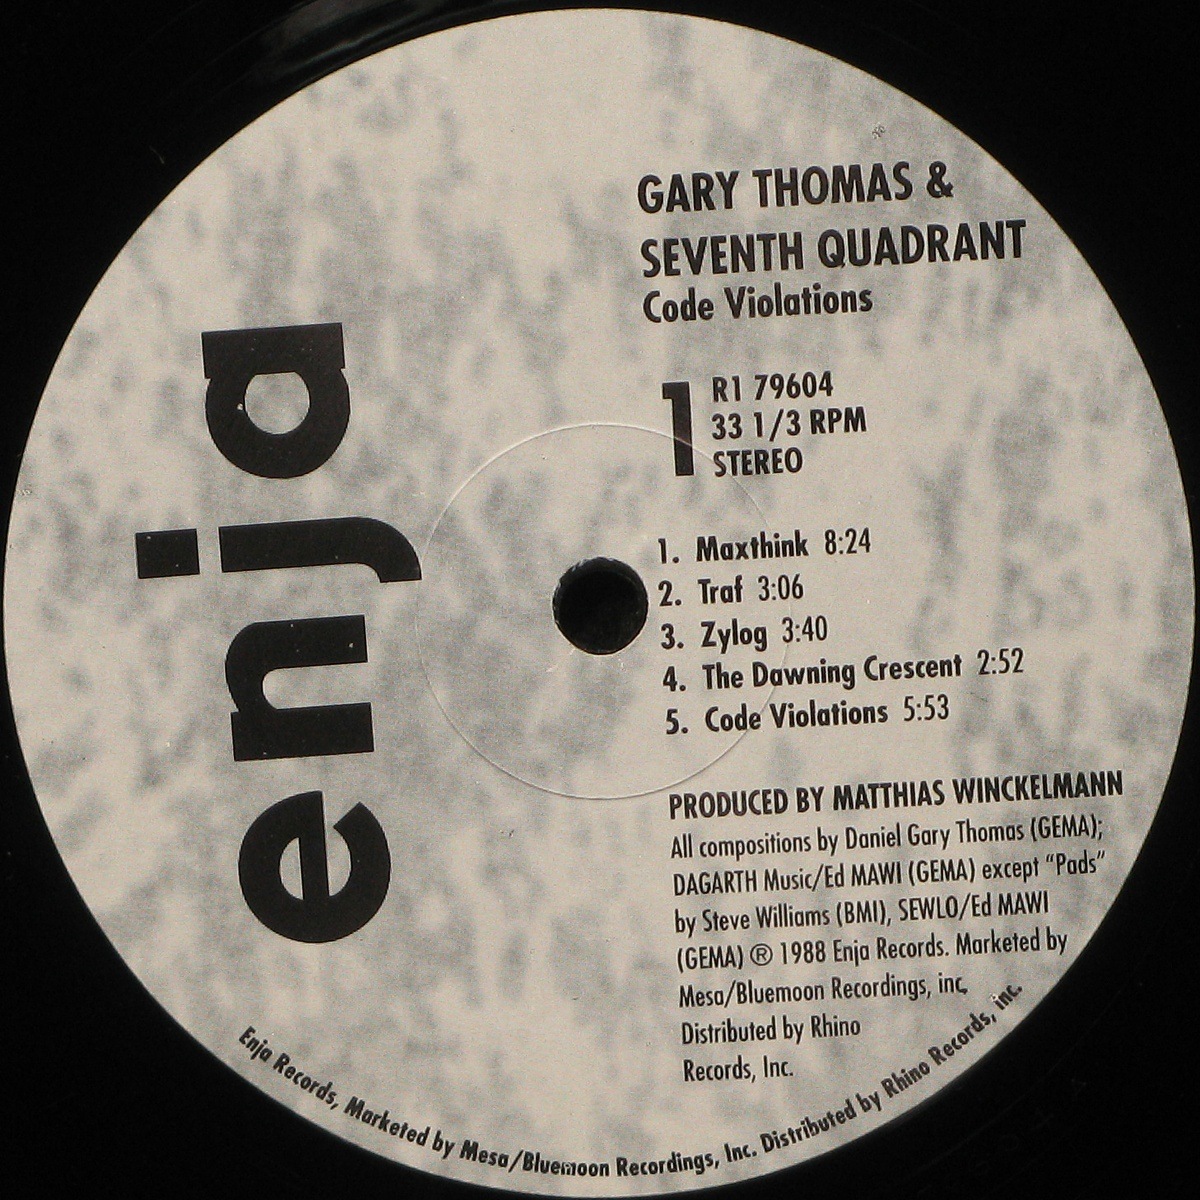 enja
GARY THOMAS &
SEVENTH QUADRANT
Code Violations
1
R1 79604
33 1/3 RPM
STEREO
1. Maxthink 8:24
2. Traf 3:06
3. Zylog 3:40
4. The Dawning Crescent 2:52
5. Code Violations 5:53
PRODUCED BY MATTHIAS WINCKELMANN
All compositions by Daniel Gary Thomas (GEMA);
DAGARTH Music/Ed MAWI (GEMA) except "Pads"
by Steve Williams (BMI), SEWLO/Ed MAWI
(GEMA) ® 1988 Enja Records. Marketed by
Mesa/Bluemoon Recordings, inc.
Distributed by Rhino
Records, Inc.
Enja Records, Marketed by Mesa/Bluemoon Recordings, Inc. Distributed by Rhino Records, inc.